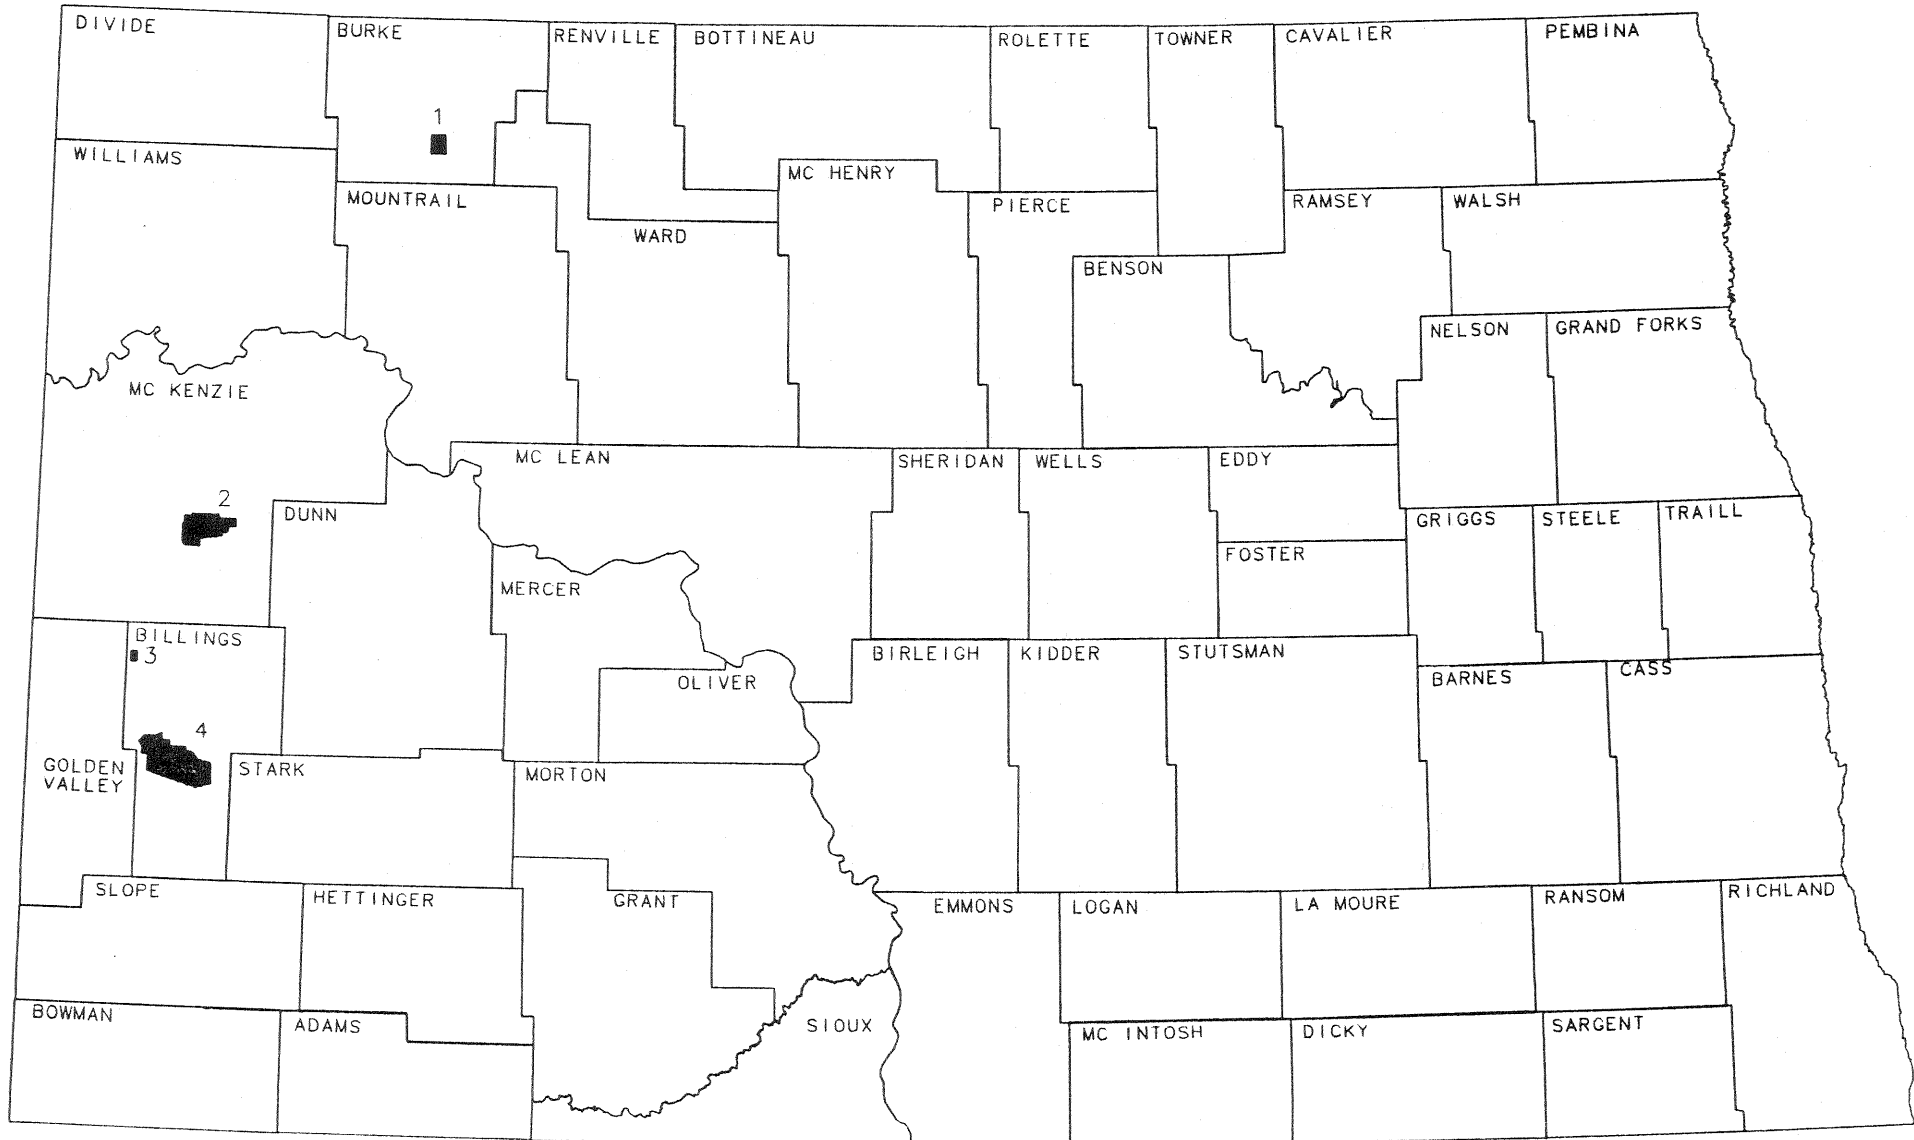 DIVIDE
BURKE
RENVILLE
BOTTINEAU
ROLETTE
TOWNER
CAVALIER
PEMBINA
1
WILLIAMS
MOUNTRAIL
WARD
MC HENRY
PIERCE
RAMSEY
WALSH
BENSON
NELSON
GRAND FORKS
MC KENZIE
2
DUNN
MC LEAN
SHERIDAN
WELLS
EDDY
GRIGGS
STEELE
TRAILL
FOSTER
MERCER
BILLINGS
3
4
GOLDEN
VALLEY
STARK
OLIVER
MORTON
BIRLEIGH
KIDDER
STUTSMAN
BARNES
CASS
SLOPE
HETTINGER
GRANT
EMMONS
LOGAN
LA MOURE
RANSOM
RICHLAND
BOWMAN
ADAMS
SIOUX
MC INTOSH
DICKY
SARGENT